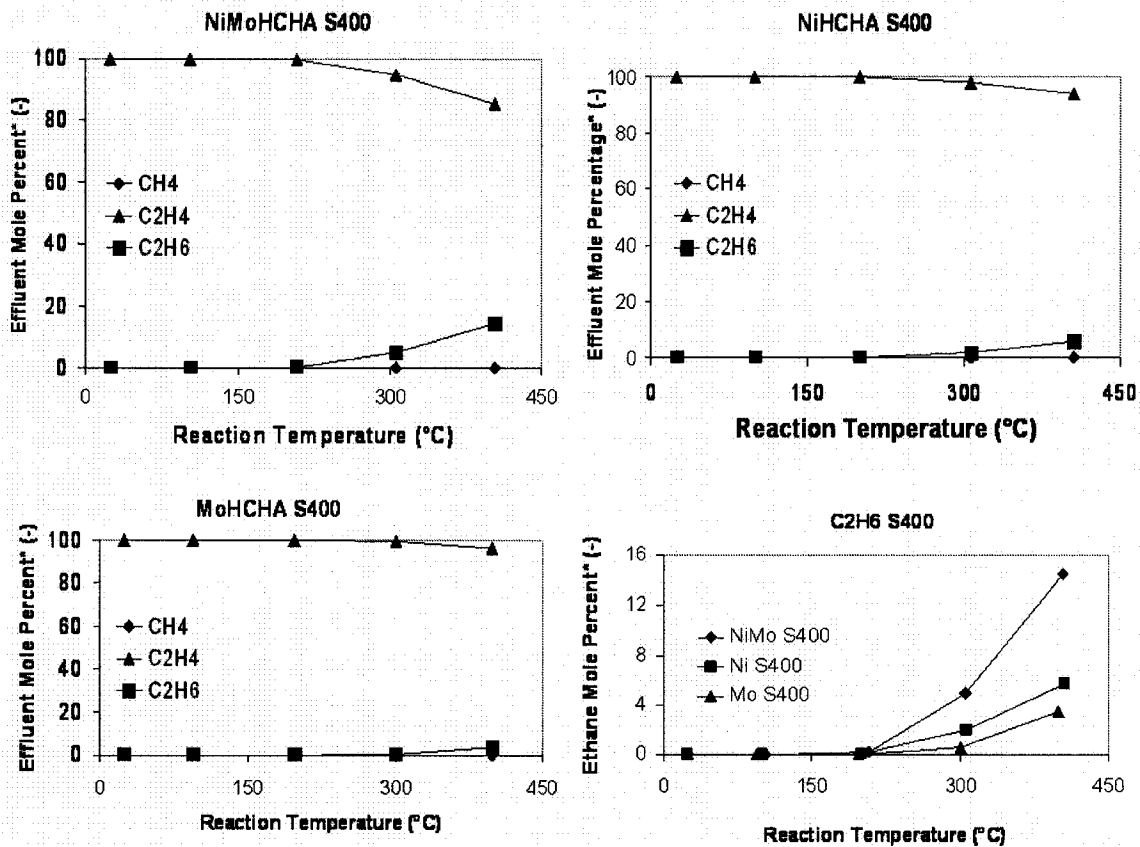 NiMoHCHA S400
Effluent Mole Percent* (-)
100
80
60
40
20
0
CH4
C2H4
C2H6
0 150 300 450
Reaction Temperature (°C)
NiHCHA S400
Effluent Mole Percentage* (-)
100
80
60
40
20
0
CH4
C2H4
C2H6
0 150 300 450
Reaction Temperature (°C)
MoHCHA S400
Effluent Mole Percent* (-)
100
80
60
40
20
0
CH4
C2H4
C2H6
0 150 300 450
Reaction Temperature (°C)
C2H6 S400
Ethane Mole Percent* (-)
16
12
8
4
0
NiMo S400
Ni S400
Mo S400
0 150 300 450
Reaction Temperature (°C)